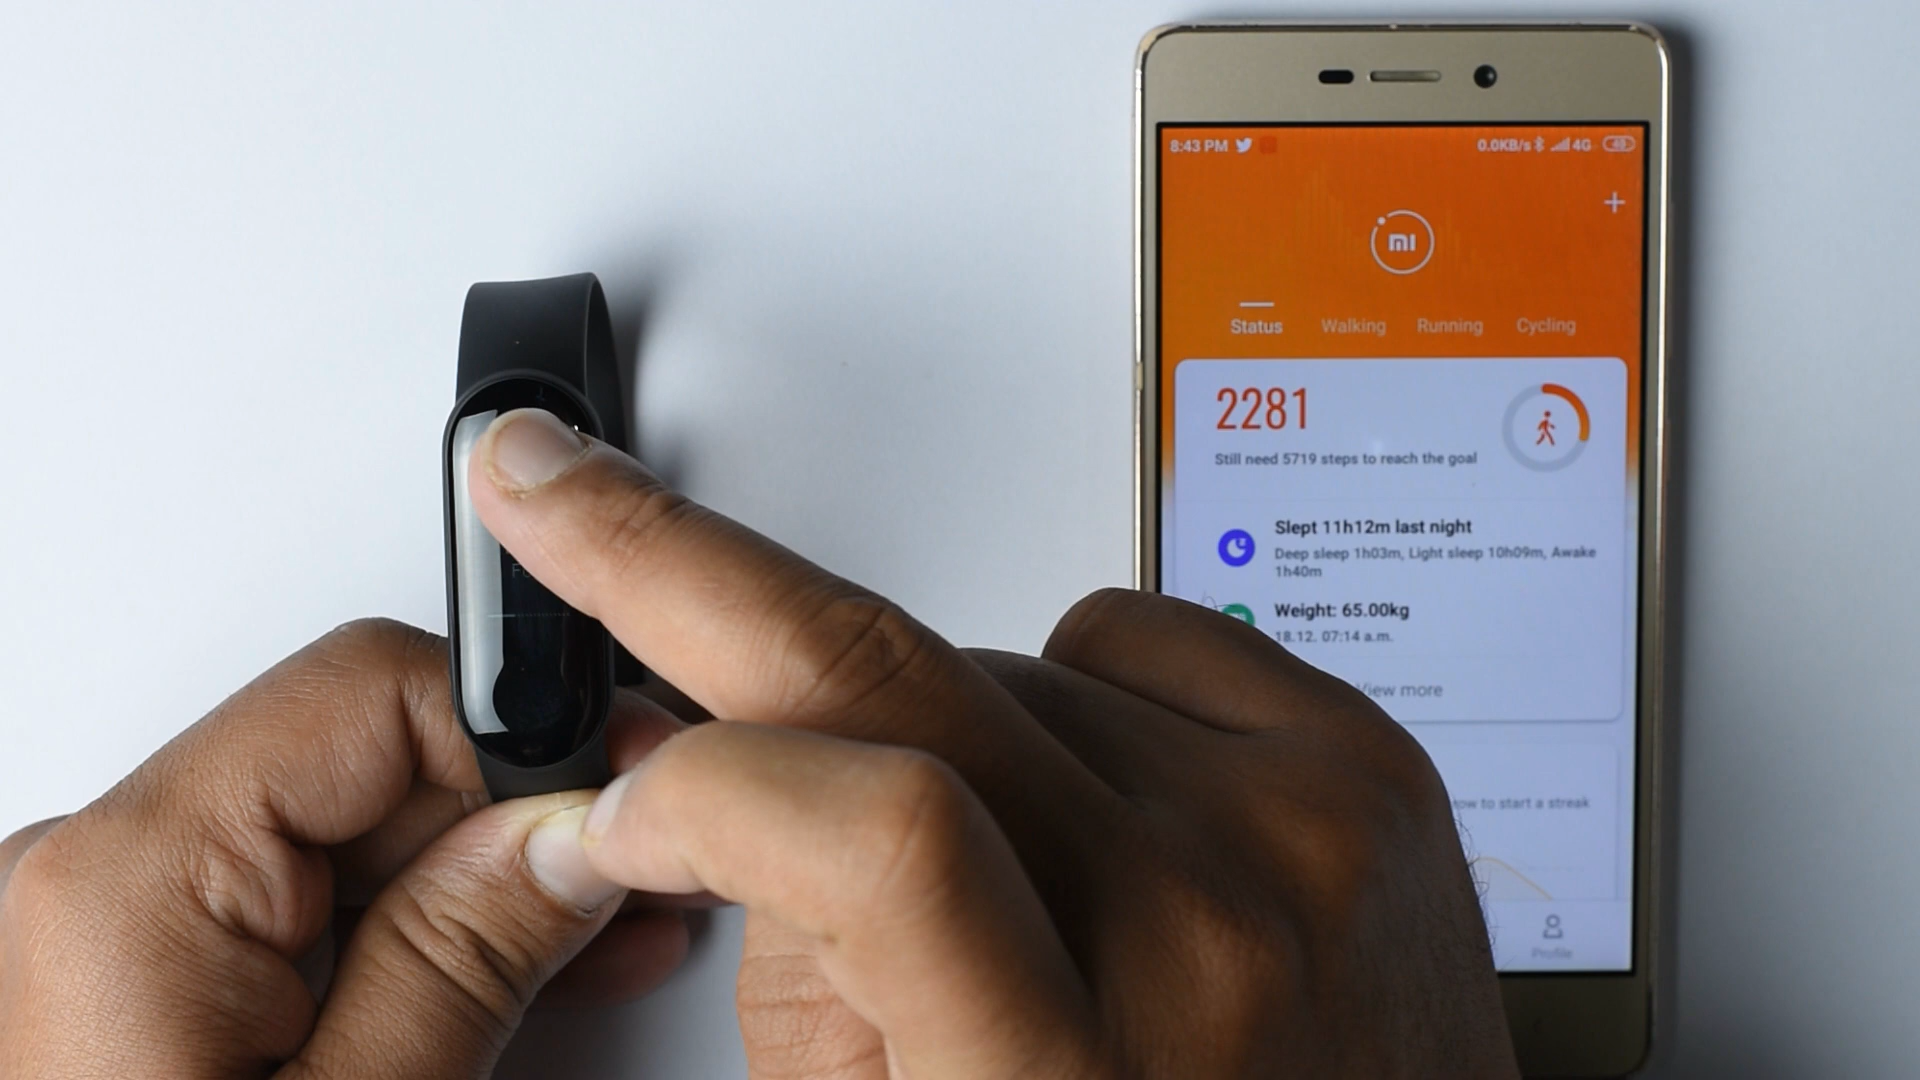 8:43 PM
0.0KB/s 4G 49
+
MI
Status Walking Running Cycling
2281
Still need 5719 steps to reach the goal
Slept 11h12m last night
Deep sleep 1h03m, Light sleep 10h09m, Awake
1h40m
Weight: 65.00kg
18.12. 07:14 a.m.
View more
to start a streak
Profile